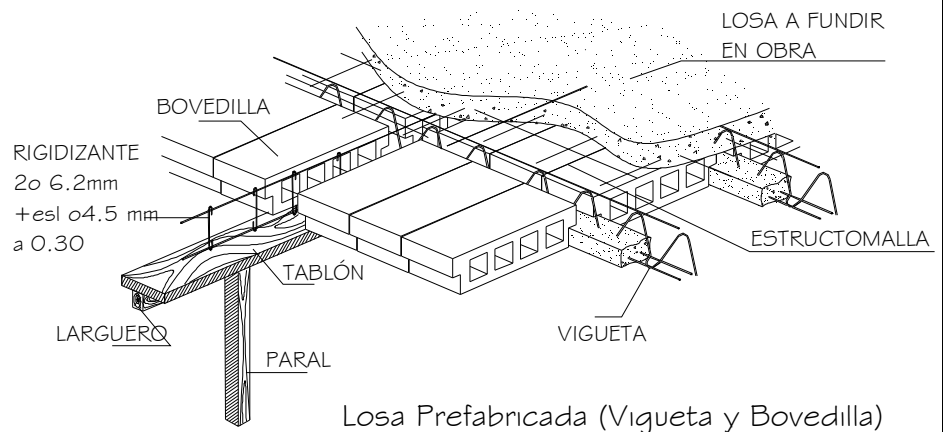 LOSA A FUNDIR
EN OBRA
BOVEDILLA
RIGIDIZANTE
2o 6.2mm
+esl o4.5 mm
a 0.30
ESTRUCTOMALLA
TABLÓN
LARGUERO
VIGUETA
PARAL
Losa Prefabricada (Vigueta y Bovedilla)